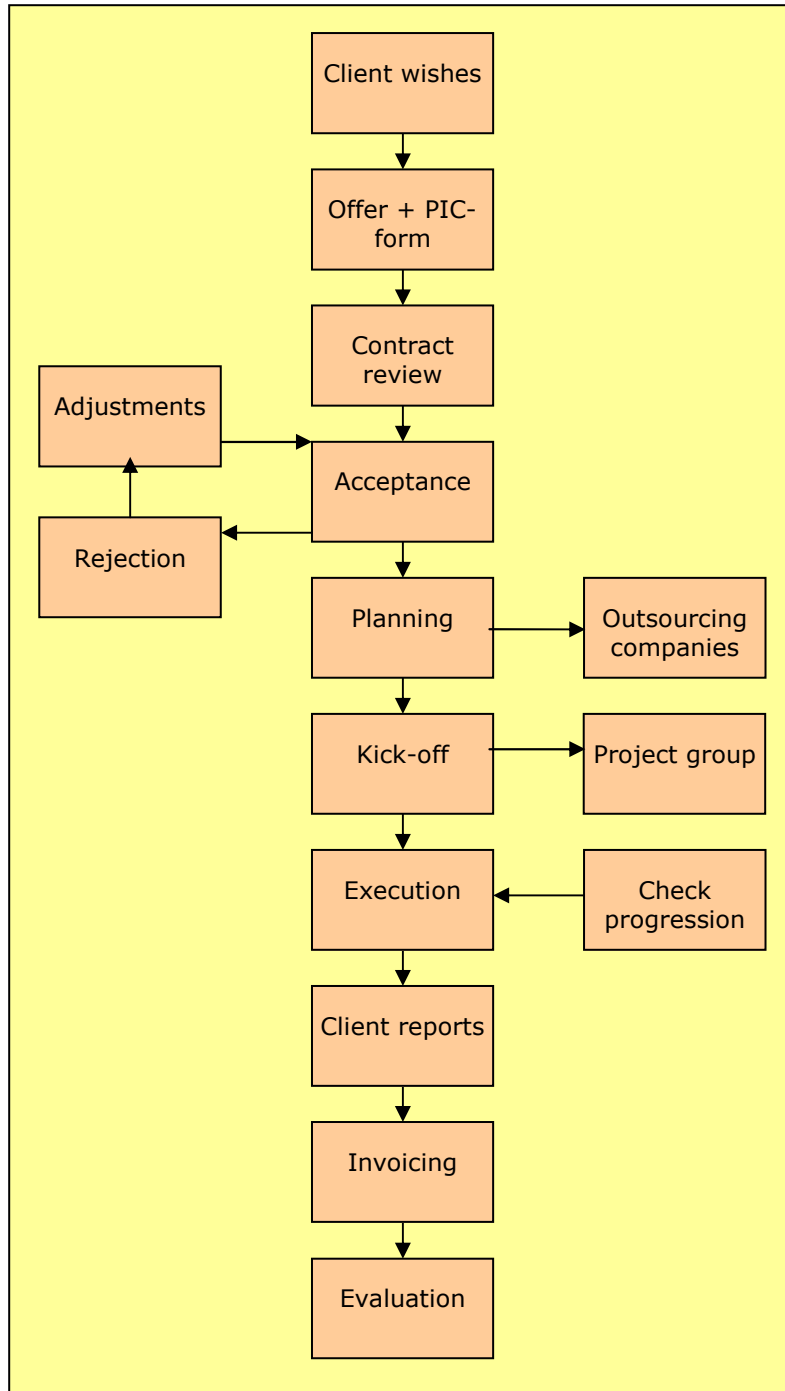 Client wishes
Offer + PIC-
form
Contract
review
Adjustments
Acceptance
Rejection
Planning
Outsourcing
companies
Kick-off
Project group
Execution
Check
progression
Client reports
Invoicing
Evaluation